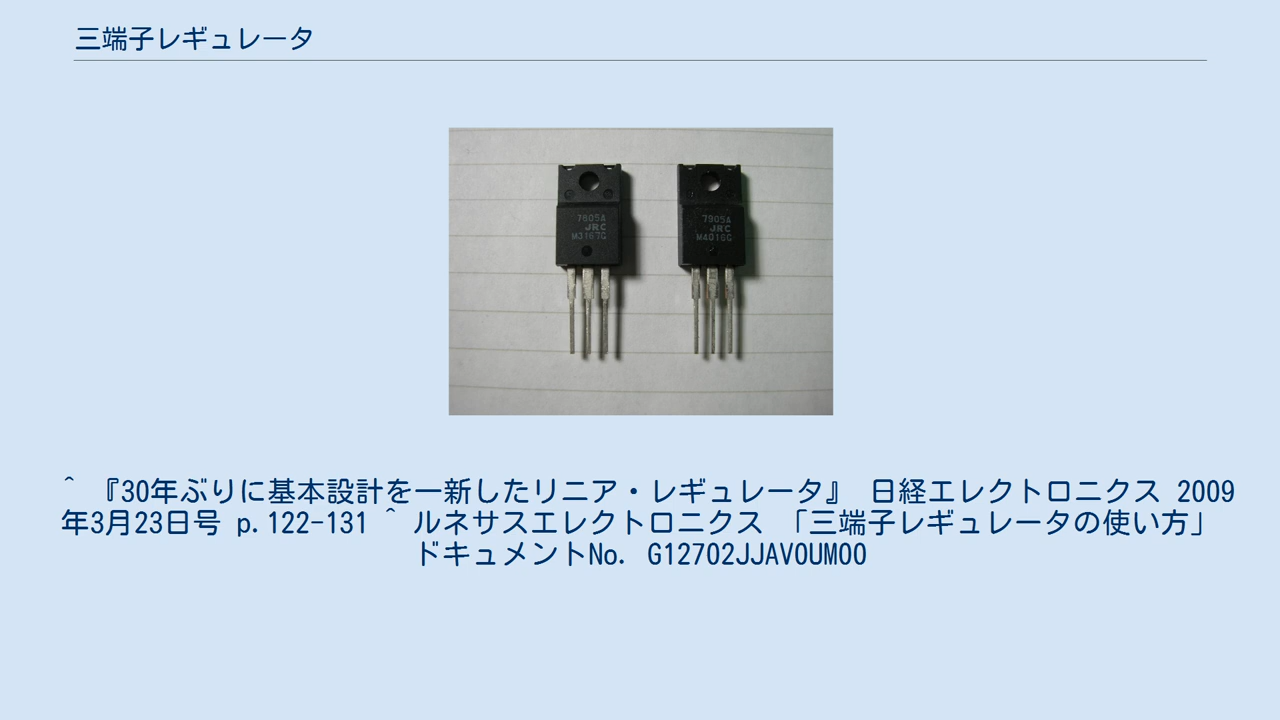 三端子レギュレータ
7805A
JRC
M3167G
7905A
JRC
M4016G
^ 『30年ぶりに基本設計を一新したリニア・レギュレータ』 日経エレクトロニクス 2009
年3月23日号 p.122-131 ^ ルネサスエレクトロニクス 「三端子レギュレータの使い方」
ドキュメントNo. G12702JJAV0UM00